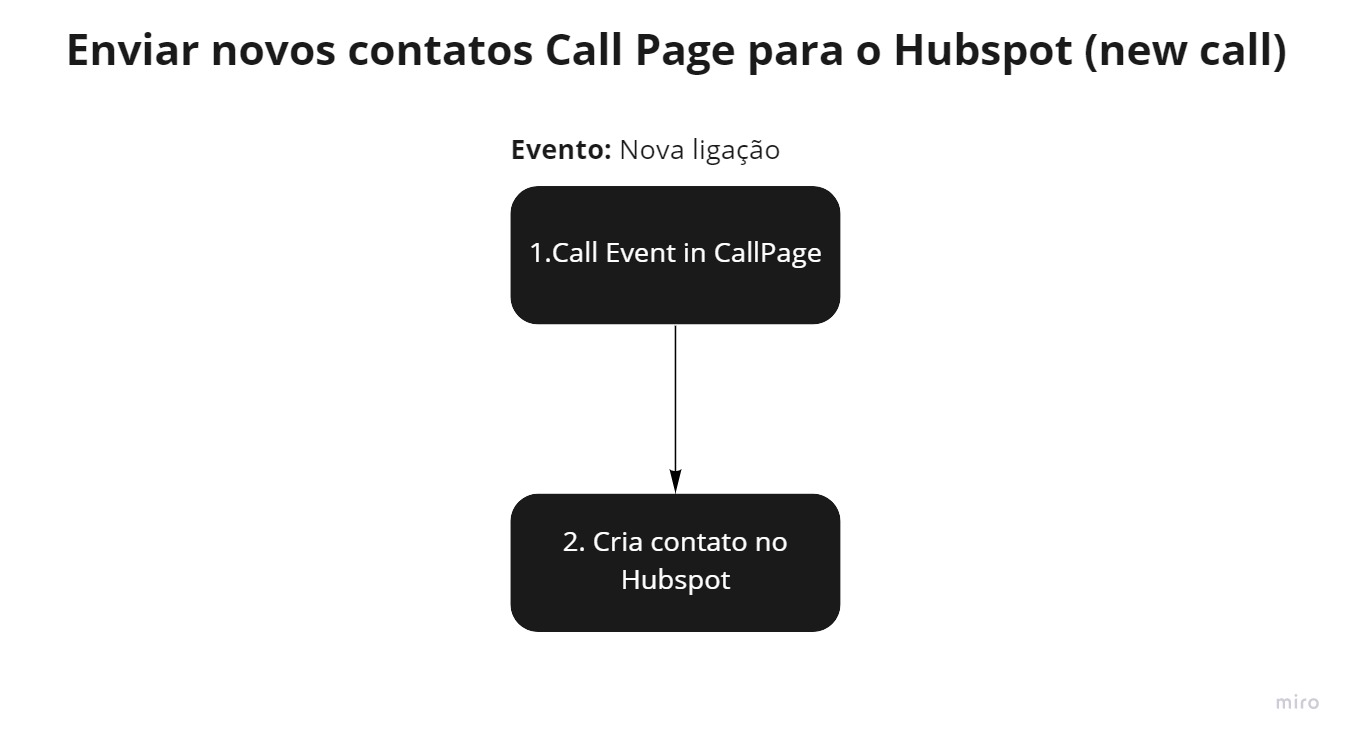 Enviar novos contatos Call Page para o Hubspot (new call)
Evento: Nova ligação
1.Call Event in CallPage
2. Cria contato no
Hubspot
miro